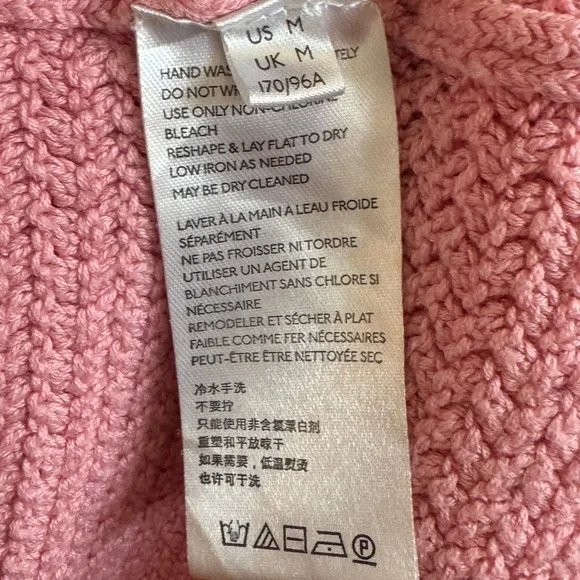 US M
UK M
170/96A
HAND WAS TELY
DO NOT WR
USE ONLY NON-CHLORINE
BLEACH
RESHAPE & LAY FLAT TO DRY
LOW IRON AS NEEDED
MAY BE DRY CLEANED
LAVER À LA MAIN A LEAU FROIDE
SÉPARÉMENT
NE PAS FROISSER NI TORDRE
UTILISER UN AGENT DE
BLANCHIMENT SANS CHLORE SI
NÉCESSAIRE
REMODELER ET SÉCHER À PLAT
FAIBLE COMME FER NÉCESSAIRES
PEUT-ÊTRE ÊTRE NETTOYÉE SEC
冷水手洗
不要拧
只能使用非含氯漂白剂
重塑和平放晾干
如果需要，低温熨烫
也许可干洗
P